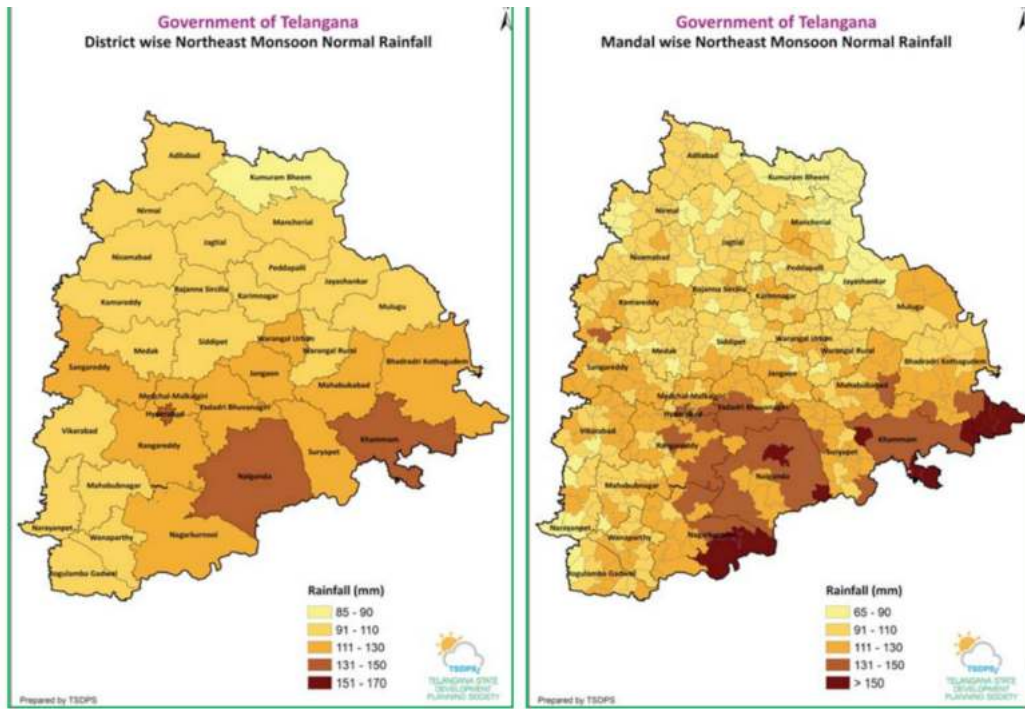 Government of Telangana
District wise Northeast Monsoon Normal Rainfall
Adilabad
Kumuram Bheem
Nirmal
Mancherial
Jagtial
Nizamabad
Peddapalli
Jayashankar
Rajanna Sircilla
Karimnagar
Kamareddy
Mulugu
Siddipet
Warangal Urban
Medak
Warangal Rural
Bhadradri Kothagudem
Sangareddy
Jangaon
Mahabubabad
Medchal-Malkajgiri
Hyderabad
Yadadri Bhuvanagiri
Vikarabad
Khammam
Rangareddy
Suryapet
Nalgonda
Mahabubnagar
Narayanpet
Wanaparthy
Nagarkurnool
Jogulamba Gadwal
Rainfall (mm)
85 - 90
91 - 110
111 - 130
131 - 150
151 - 170
TSDPS
TELANGANA STATE
DEVELOPMENT
PLANNING SOCIETY
Prepared by TSDPS
Government of Telangana
Mandal wise Northeast Monsoon Normal Rainfall
Adilabad
Kumuram Bheem
Nirmal
Mancherial
Jagtial
Nizamabad
Peddapalli
Jayashankar
Rajanna Sircilla
Karimnagar
Kamareddy
Mulugu
Siddipet
Warangal Urban
Medak
Warangal Rural
Bhadradri Kothagudem
Sangareddy
Jangaon
Mahabubabad
Medchal-Malkajgiri
Hyderabad
Yadadri Bhuvanagiri
Vikarabad
Khammam
Rangareddy
Suryapet
Nalgonda
Mahabubnagar
Narayanpet
Wanaparthy
Nagarkurnool
Jogulamba Gadwal
Rainfall (mm)
65 - 90
91 - 110
111 - 130
131 - 150
> 150
TSDPS
TELANGANA STATE
DEVELOPMENT
PLANNING SOCIETY
Prepared by TSDPS